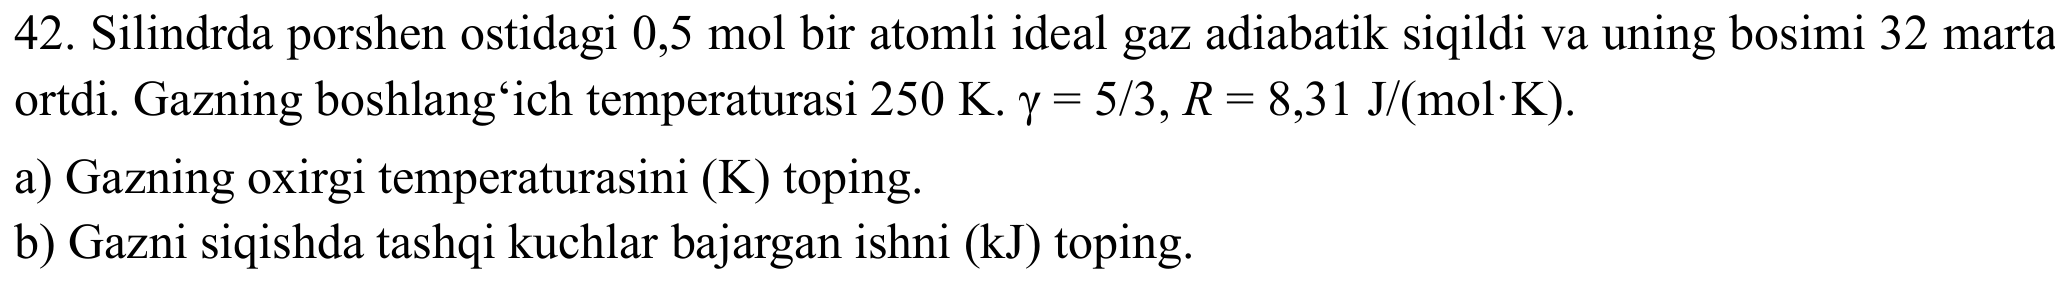 42. Silindrda porshen ostidagi 0,5 mol bir atomli ideal gaz adiabatik siqildi va uning bosimi 32 marta
ortdi. Gazning boshlang‘ich temperaturasi 250 K. γ = 5/3, R = 8,31 J/(mol·K).
a) Gazning oxirgi temperaturasini (K) toping.
b) Gazni siqishda tashqi kuchlar bajargan ishni (kJ) toping.